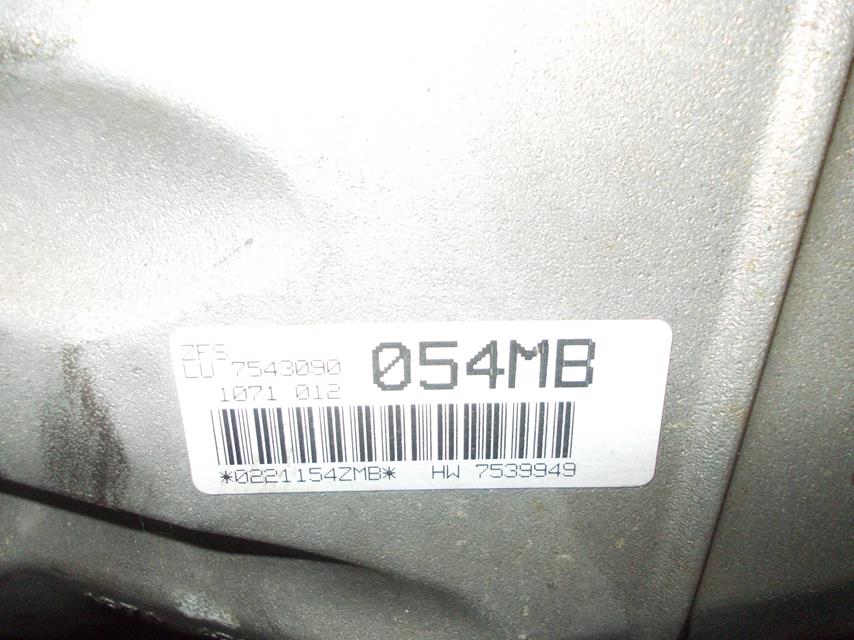 ZFS
LU 7543090
1071 012
054MB
*0221154ZMB* HW 7539949